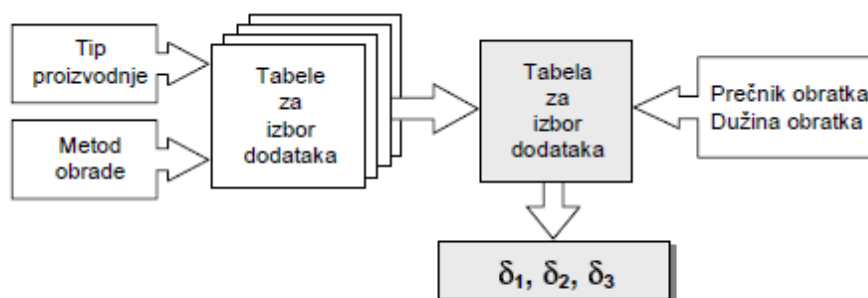 Tip
proizvodnje
Metod
obrade
Tabele
za
izbor
dodataka
Tabela
za
izbor
dodataka
Prečnik obratka
Dužina obratka
δ₁, δ₂, δ₃